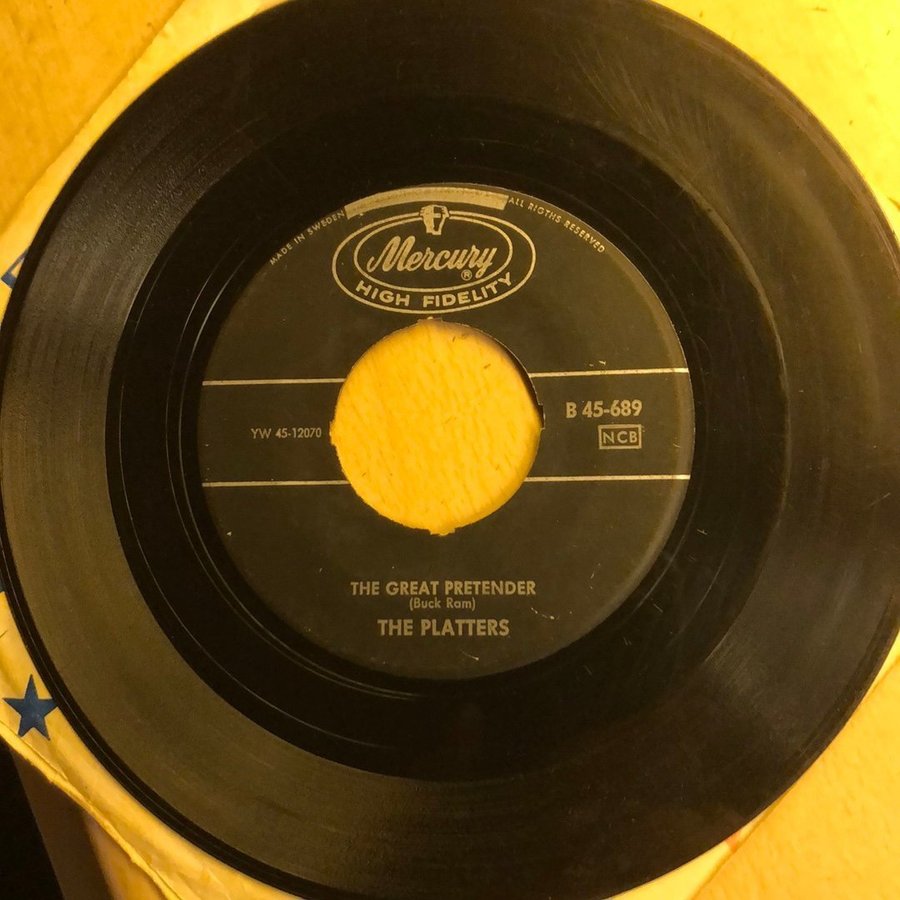 MADE IN SWEDEN
ALL RIGTHS RESERVED
Mercury
®
HIGH FIDELITY
B 45-689
YW 45-12070
NCB
THE GREAT PRETENDER
(Buck Ram)
THE PLATTERS